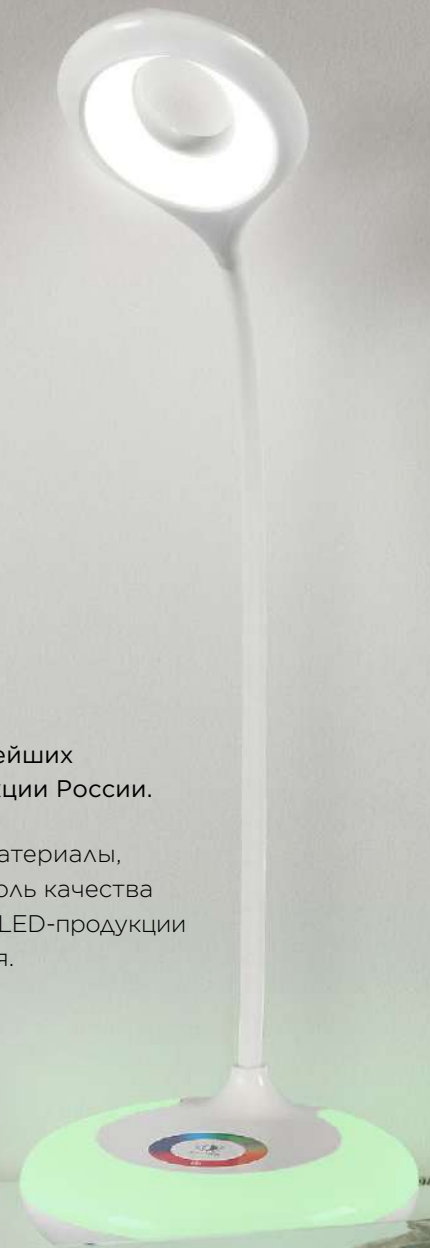 ейших
ции России.
атериалы,
оль качества
LED-продукции
я.